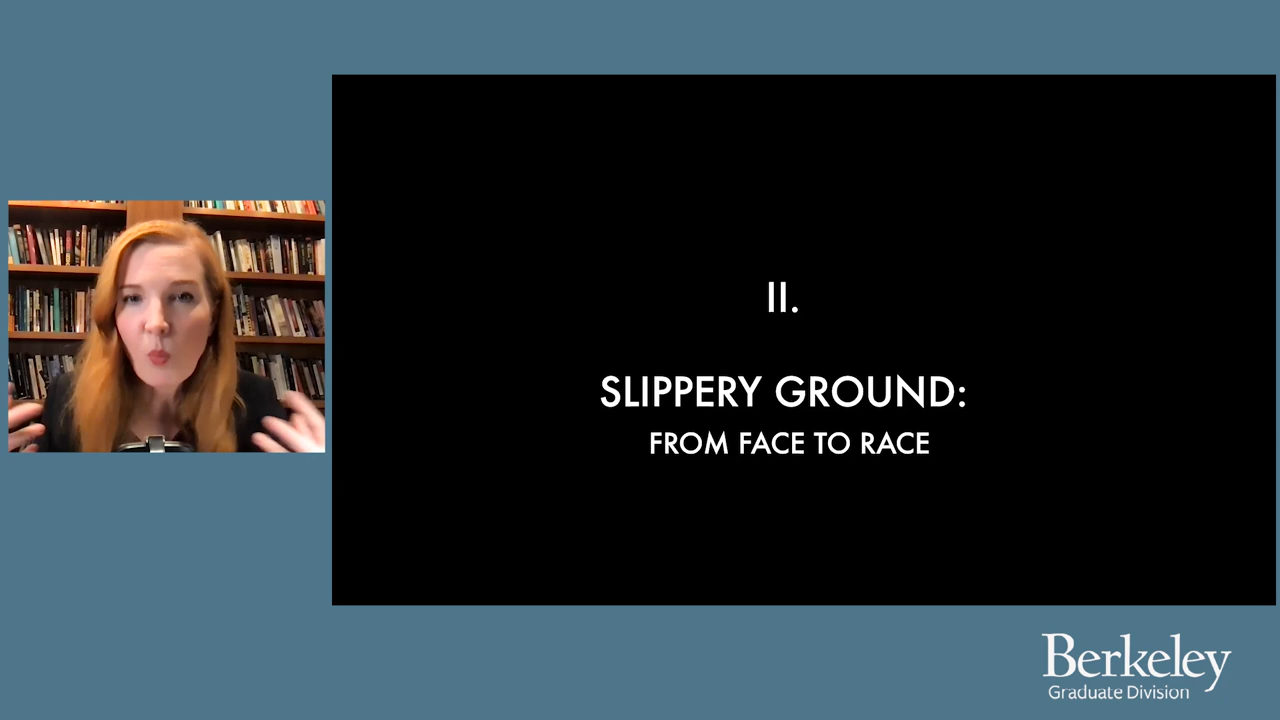 II.
SLIPPERY GROUND:
FROM FACE TO RACE
Berkeley
Graduate Division